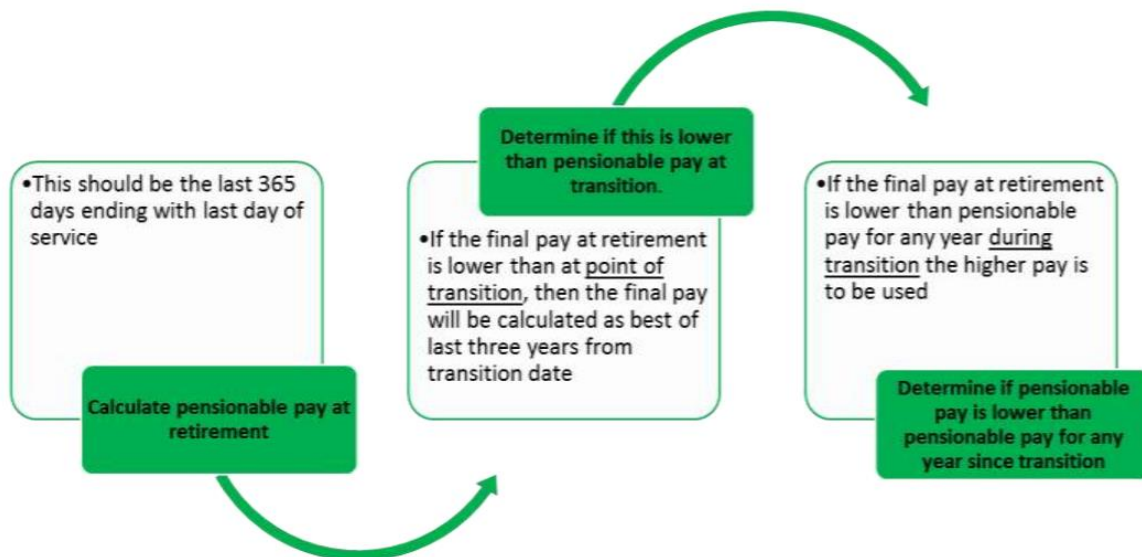 •This should be the last 365
days ending with last day of
service
Calculate pensionable pay at
retirement
Determine if this is lower
than pensionable pay at
transition.
•If the final pay at retirement
is lower than at point of
transition, then the final pay
will be calculated as best of
last three years from
transition date
•If the final pay at retirement
is lower than pensionable
pay for any year during
transition the higher pay is
to be used
Determine if pensionable
pay is lower than
pensionable pay for any
year since transition